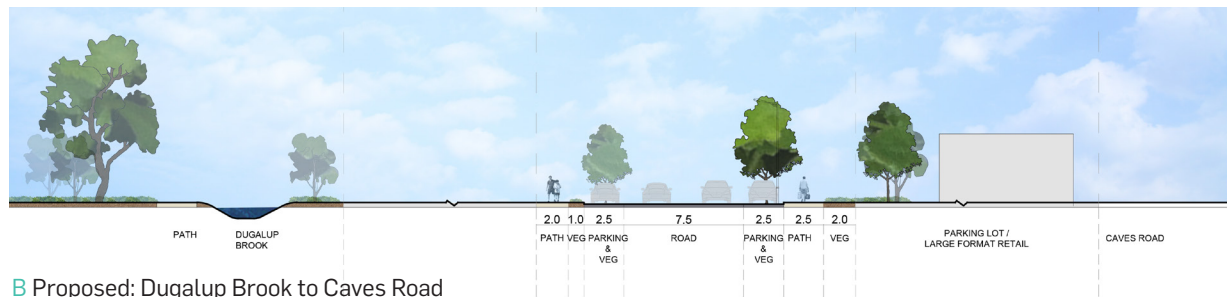 2.0 1.0 2.5 7.5 2.5 2.5 2.0
PATH
DUGALUP
BROOK
PATH VEG PARKING
&
VEG
ROAD
PARKING
&
VEG
PATH
VEG
PARKING LOT /
LARGE FORMAT RETAIL
CAVES ROAD
B Proposed: Dugalup Brook to Caves Road